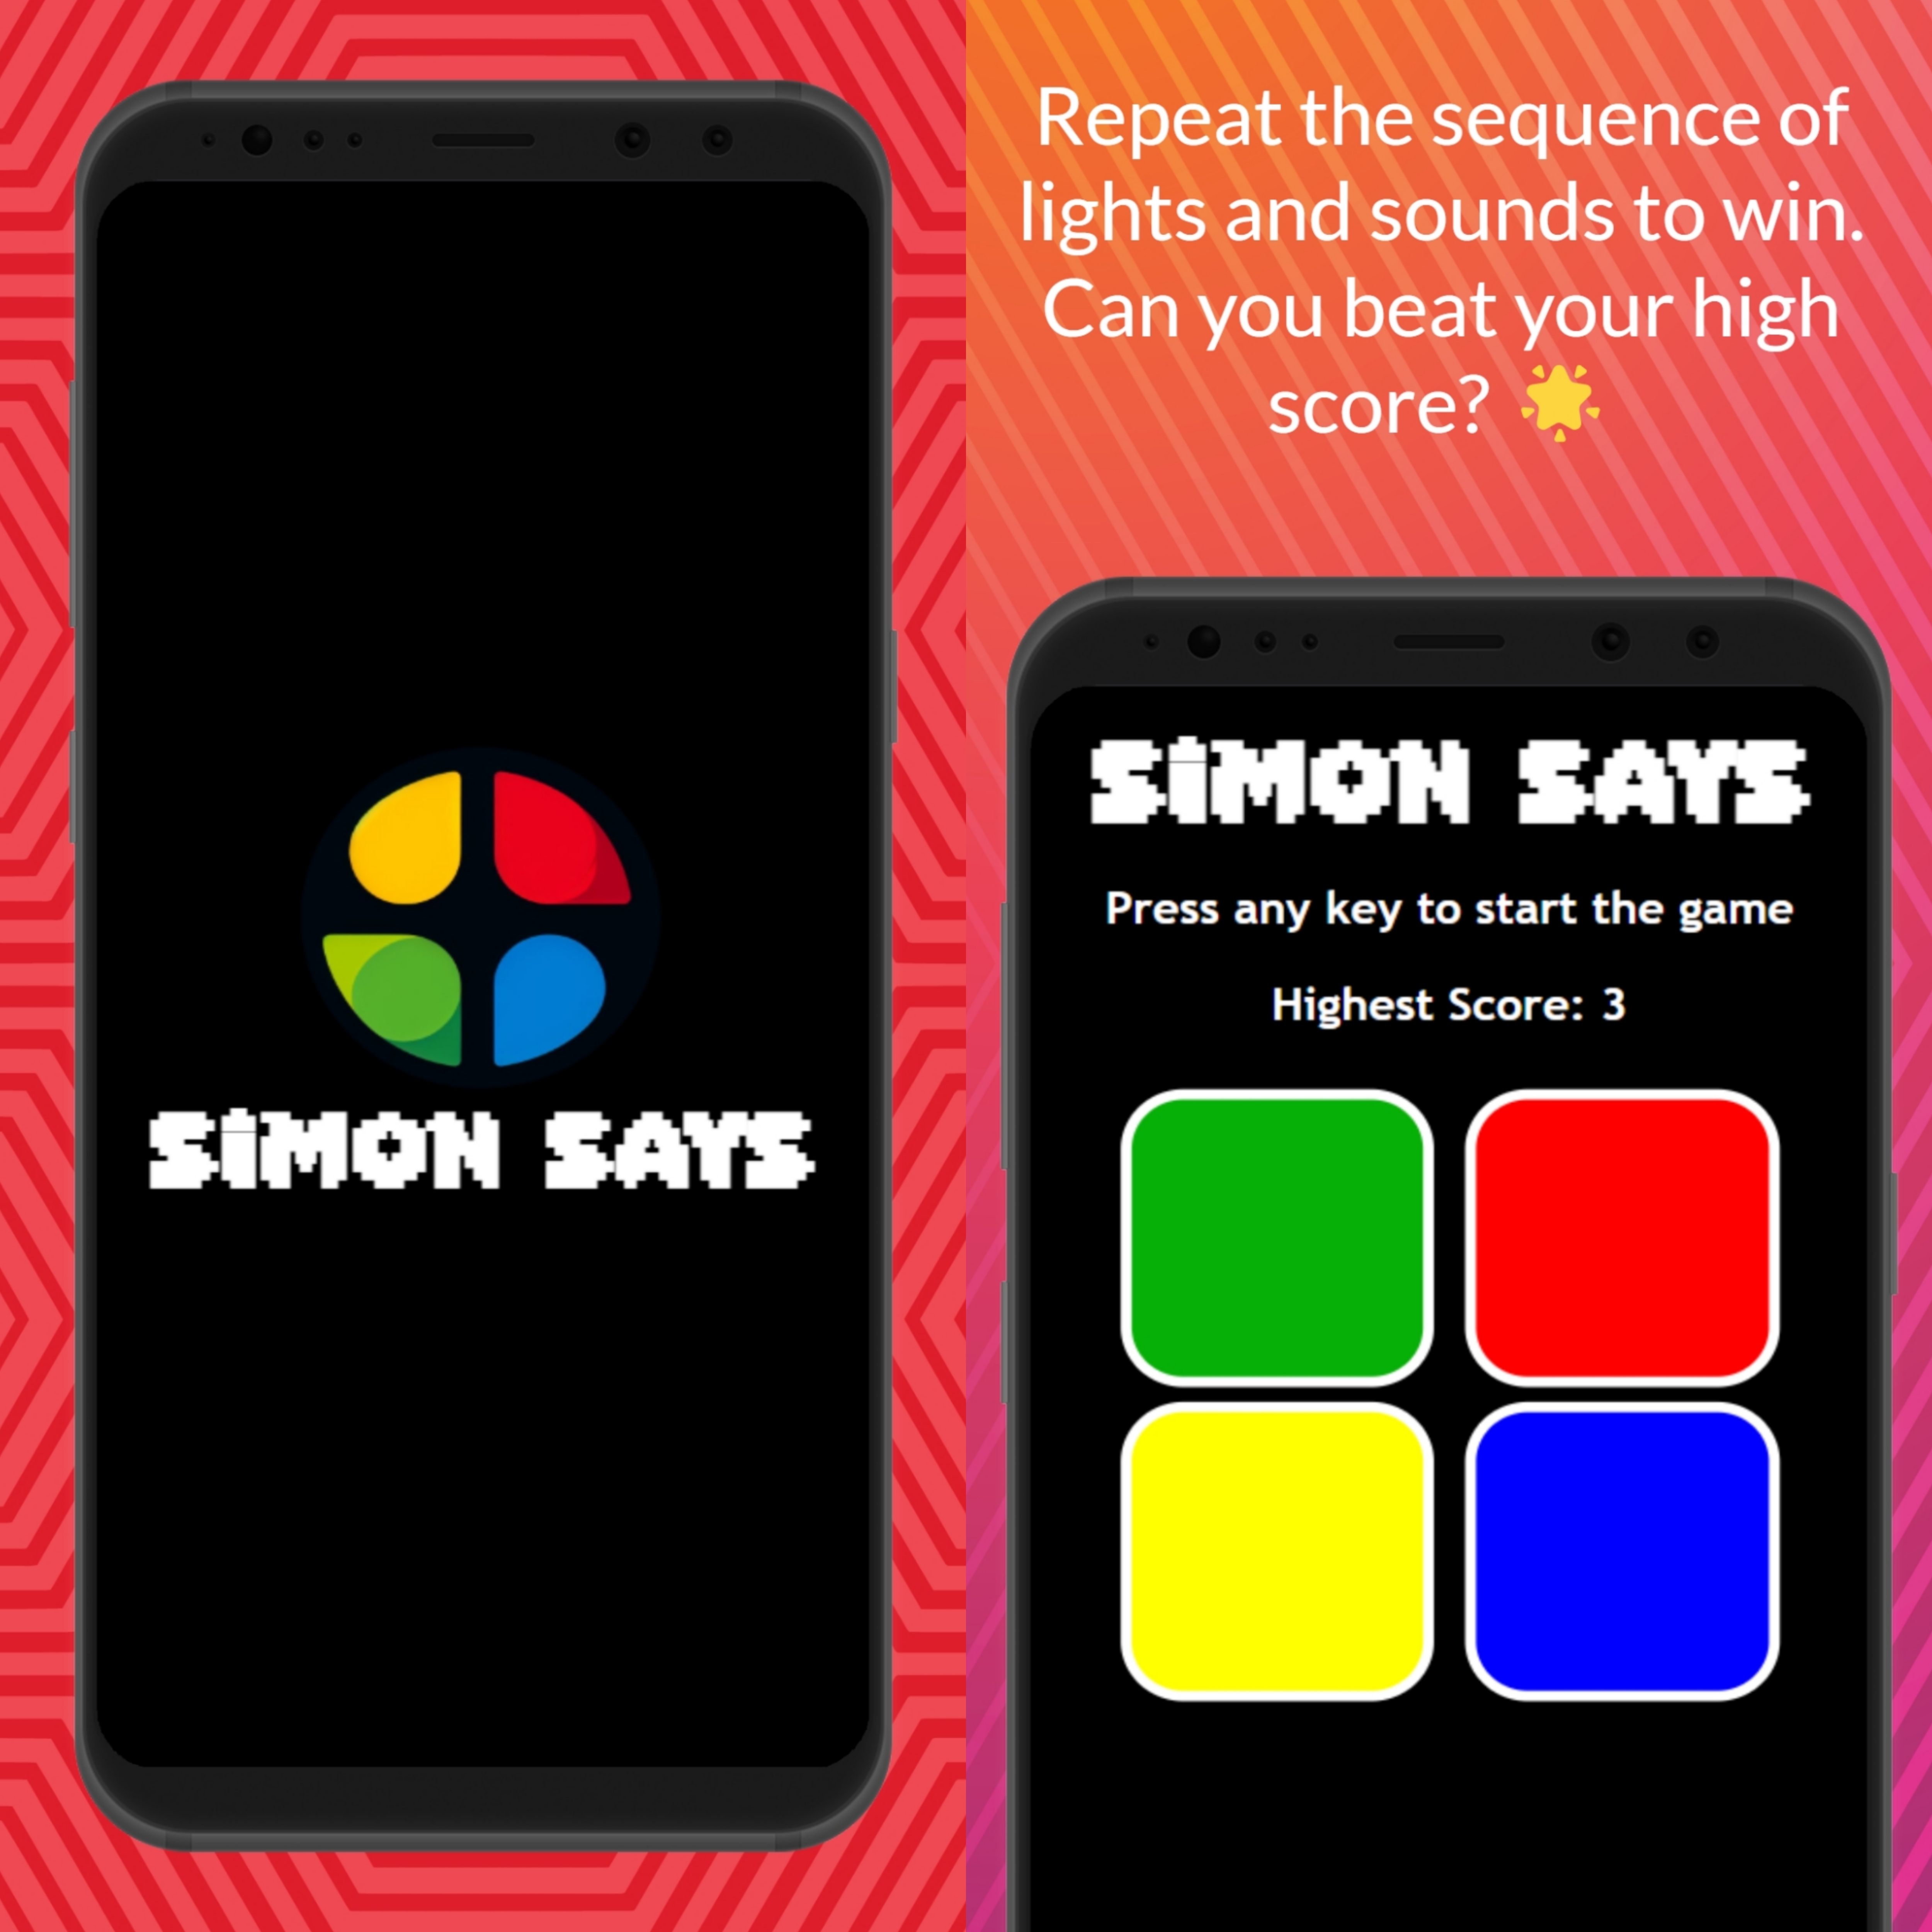 SiMON SAYS
Repeat the sequence of
lights and sounds to win.
Can you beat your high
score? 🌟
SiMON SAYS
Press any key to start the game
Highest Score: 3